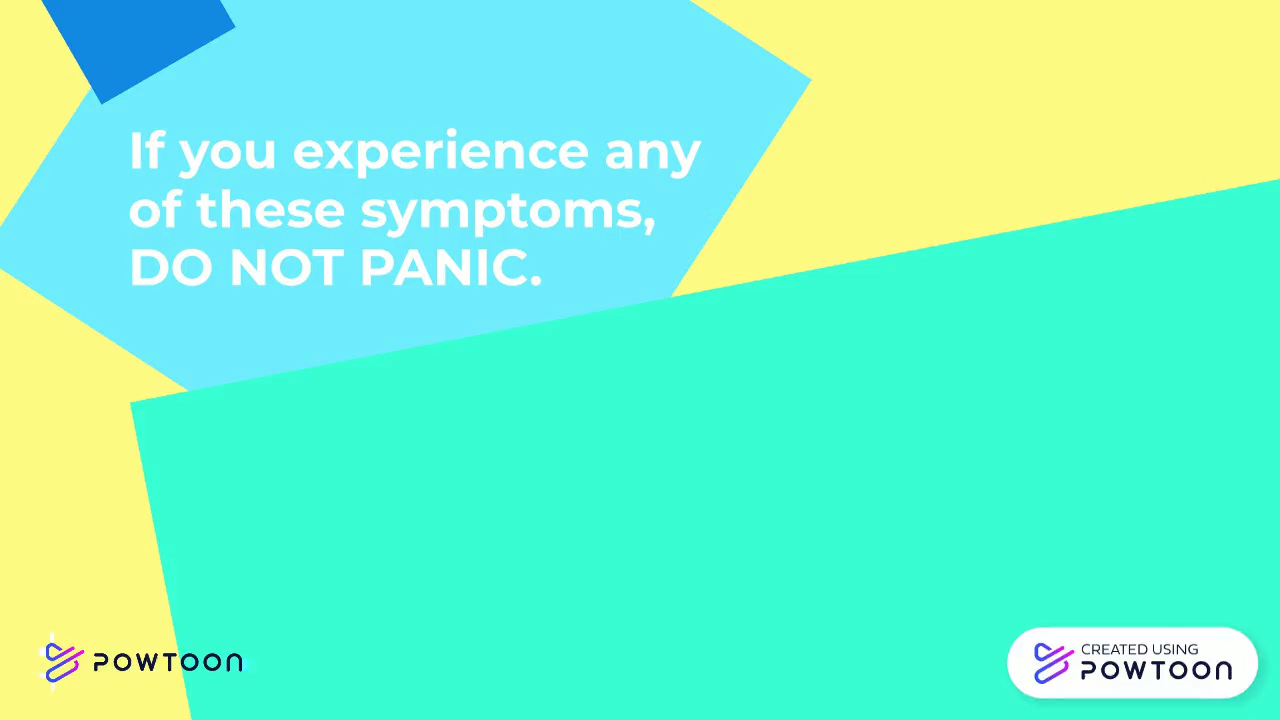 If you experience any
of these symptoms,
DO NOT PANIC.
POWTOON
CREATED USING
POWTOON